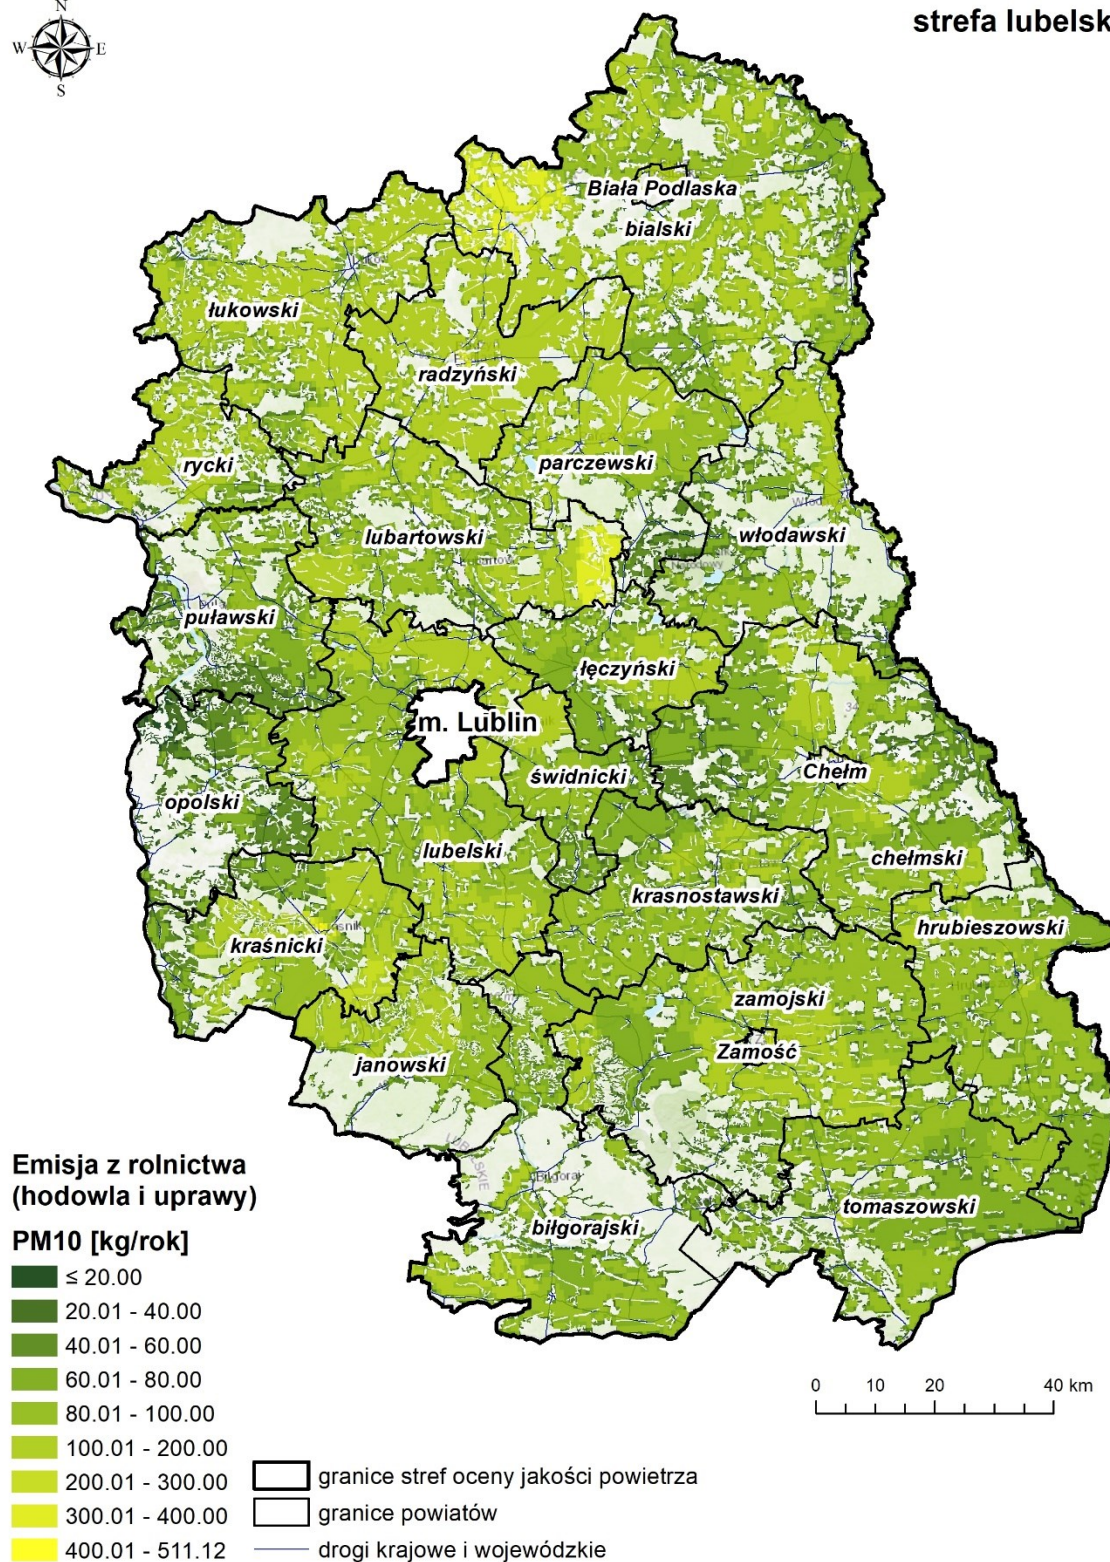 N
strefa lubelsk
W E
S
Biała Podlaska
bialski
łukowski
radzyński
rycki
parczewski
lubartowski
włodawski
puławski
łęczyński
m. Lublin
świdnicki
Chełm
opolski
lubelski
chełmski
krasnostawski
hrubieszowski
kraśnicki
zamojski
Zamość
janowski
tomaszowski
biłgorajski
Emisja z rolnictwa
(hodowla i uprawy)
PM10 [kg/rok]
≤ 20.00
20.01 - 40.00
40.01 - 60.00
60.01 - 80.00
80.01 - 100.00
100.01 - 200.00
200.01 - 300.00
300.01 - 400.00
400.01 - 511.12
granice stref oceny jakości powietrza
granice powiatów
drogi krajowe i wojewódzkie
0 10 20 40 km